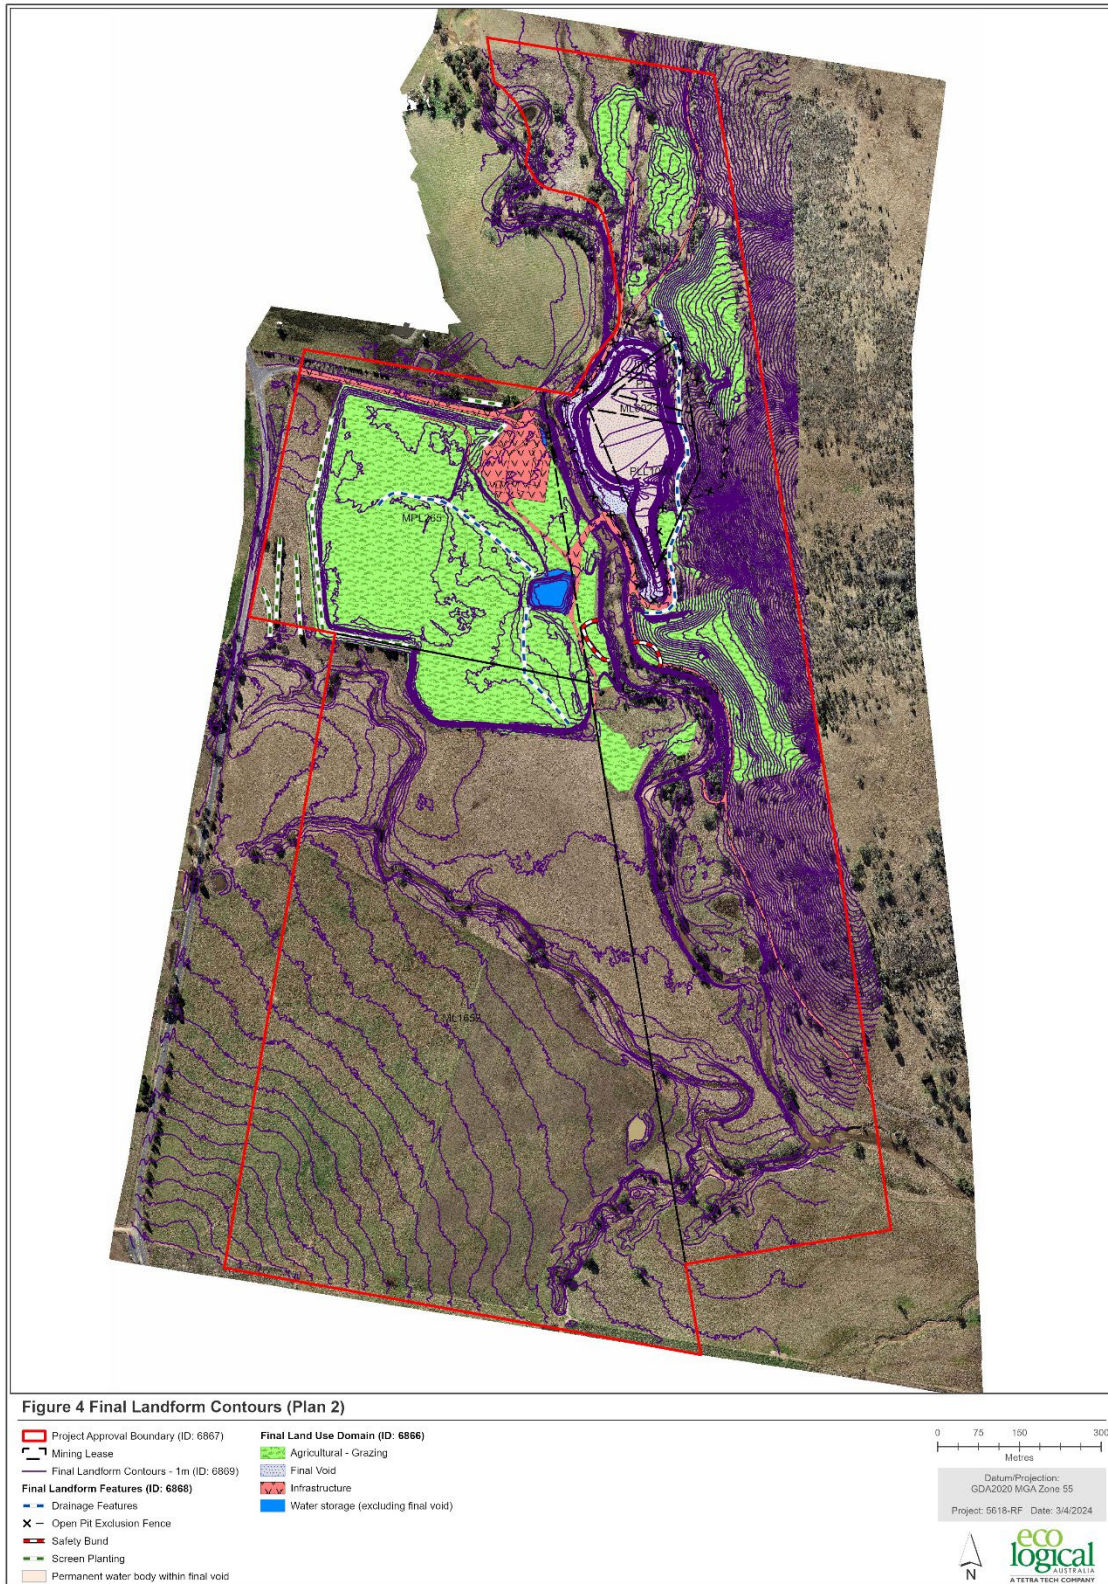 MPL265
ML1652
Figure 4 Final Landform Contours (Plan 2)
Project Approval Boundary (ID: 6867)
Mining Lease
Final Landform Contours - 1m (ID: 6869)
Final Landform Features (ID: 6868)
Drainage Features
Open Pit Exclusion Fence
Safety Bund
Screen Planting
Permanent water body within final void
Final Land Use Domain (ID: 6866)
Agricultural - Grazing
Final Void
Infrastructure
Water storage (excluding final void)
0 75 150 300
Metres
Datum/Projection:
GDA2020 MGA Zone 55
Project: 5618-RF Date: 3/4/2024
N
eco
logical
AUSTRALIA
A TETRA TECH COMPANY